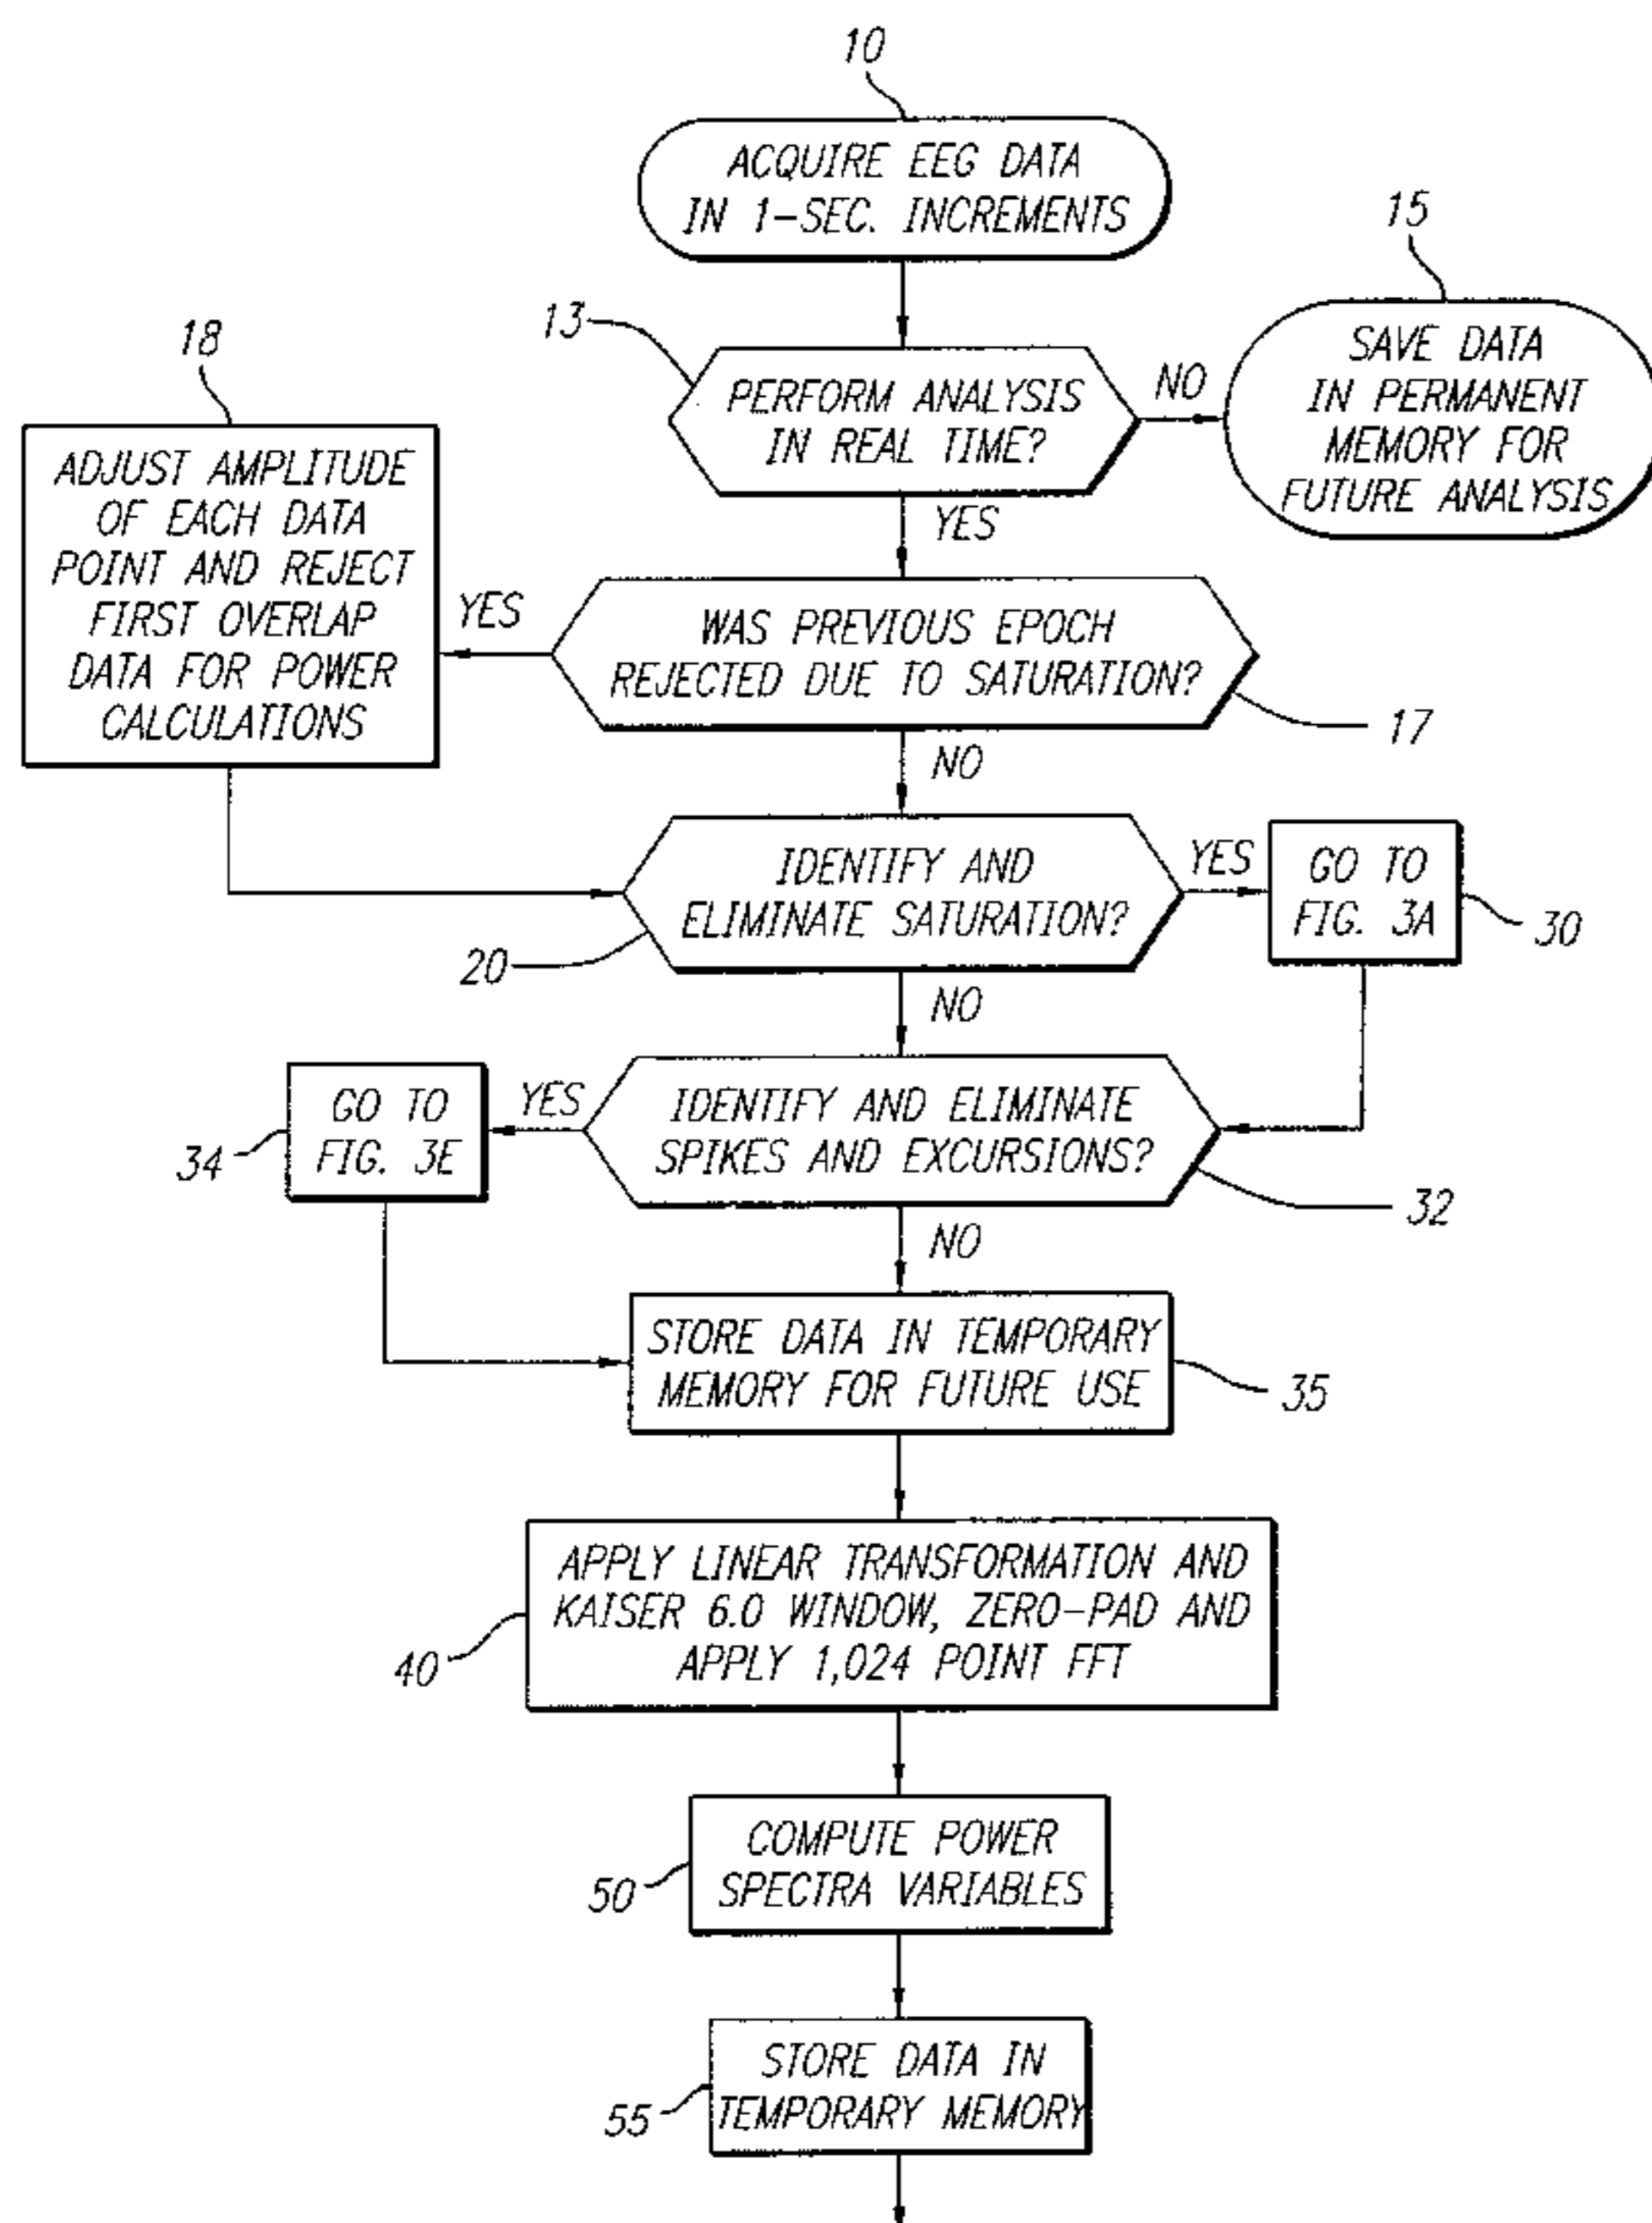 10
ACQUIRE EEG DATA
IN 1-SEC. INCREMENTS
15
SAVE DATA
IN PERMANENT
MEMORY FOR
FUTURE ANALYSIS
13
PERFORM ANALYSIS
IN REAL TIME?
NO
YES
18
ADJUST AMPLITUDE
OF EACH DATA
POINT AND REJECT
FIRST OVERLAP
DATA FOR POWER
CALCULATIONS
YES
WAS PREVIOUS EPOCH
REJECTED DUE TO SATURATION?
17
NO
IDENTIFY AND
ELIMINATE SATURATION?
20
YES
GO TO
FIG. 3A
30
NO
GO TO
FIG. 3E
34
YES
IDENTIFY AND ELIMINATE
SPIKES AND EXCURSIONS?
32
NO
STORE DATA IN TEMPORARY
MEMORY FOR FUTURE USE
35
APPLY LINEAR TRANSFORMATION AND
KAISER 6.0 WINDOW, ZERO-PAD AND
APPLY 1,024 POINT FFT
40
COMPUTE POWER
SPECTRA VARIABLES
50
STORE DATA IN
TEMPORARY MEMORY
55